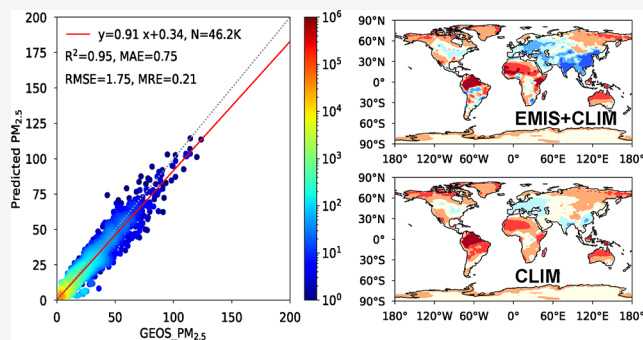 y=0.91 x+0.34, N=46.2K
R²=0.95, MAE=0.75
RMSE=1.75, MRE=0.21
Predicted PM₂.₅
200
175
150
125
100
75
50
25
0
0 50 100 150 200
GEOS_PM₂.₅
10⁶
10⁵
10⁴
10³
10²
10¹
10⁰
90°N
60°N
30°N
0°
30°S
60°S
90°S
EMIS+CLIM
180° 120°W 60°W 0° 60°E 120°E 180°
90°N
60°N
30°N
0°
30°S
60°S
90°S
CLIM
180° 120°W 60°W 0° 60°E 120°E 180°